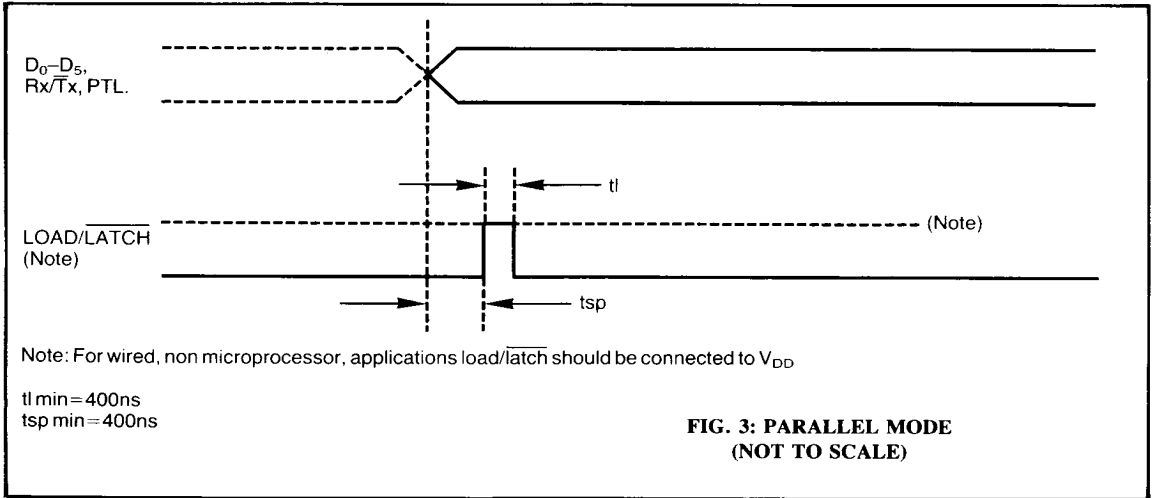 D₀–D₅,
Rx/T̅x, PTL.
tl
(Note)
LOAD/L̅A̅T̅C̅H̅
(Note)
tsp
Note: For wired, non microprocessor, applications load/l̅a̅t̅c̅h̅ should be connected to V_DD
tl min=400ns
tsp min=400ns
FIG. 3: PARALLEL MODE
(NOT TO SCALE)